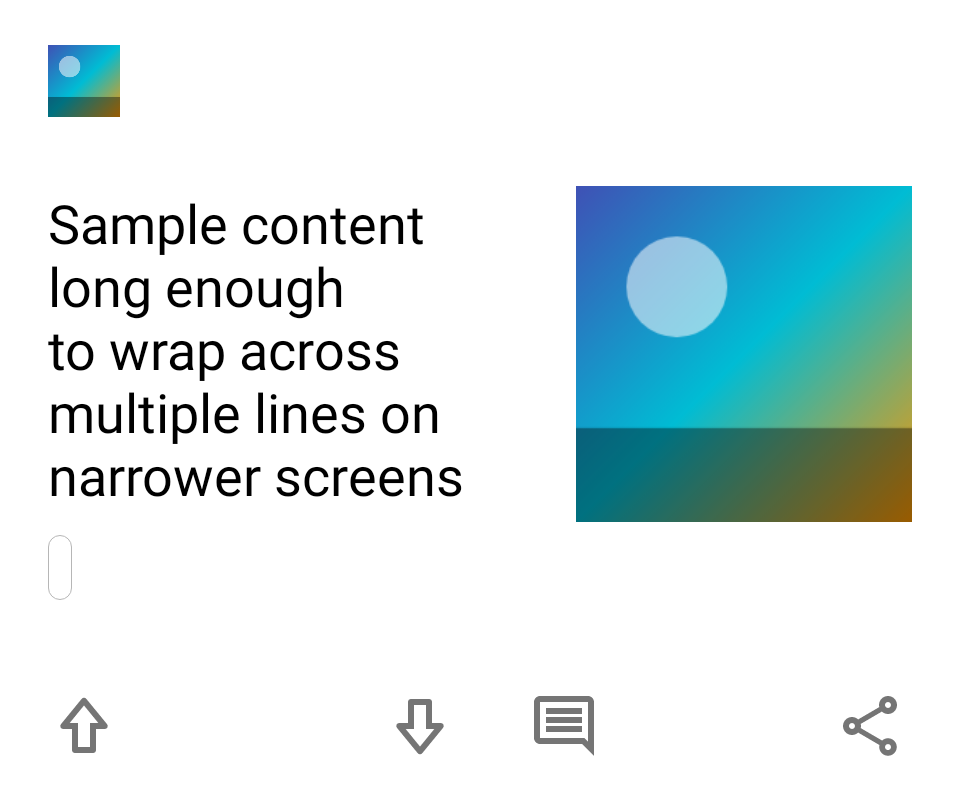 Sample content
long enough
to wrap across
multiple lines on
narrower screens